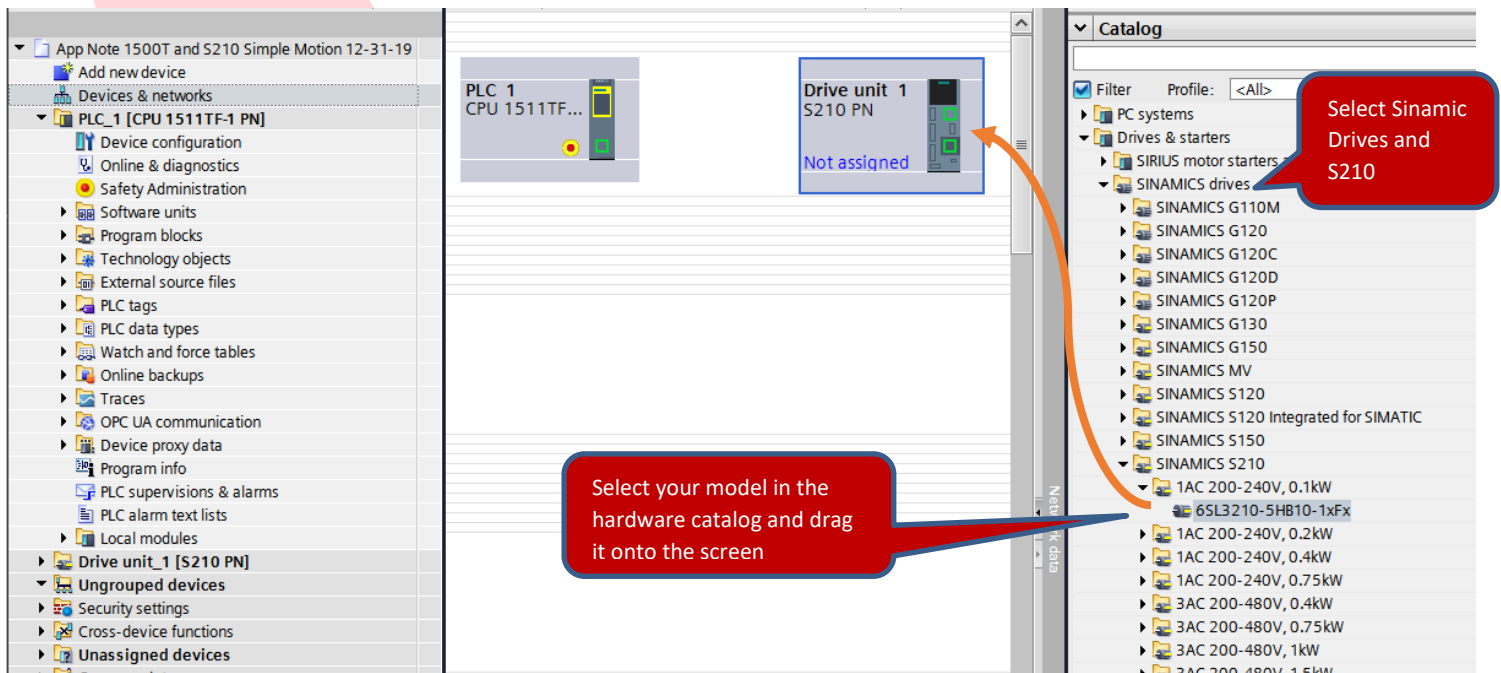 App Note 1500T and S210 Simple Motion 12-31-19
Add new device
Devices & networks
PLC_1 [CPU 1511TF-1 PN]
Device configuration
Online & diagnostics
Safety Administration
Software units
Program blocks
Technology objects
External source files
PLC tags
PLC data types
Watch and force tables
Online backups
Traces
OPC UA communication
Device proxy data
Program info
PLC supervisions & alarms
PLC alarm text lists
Local modules
Drive unit_1 [S210 PN]
Ungrouped devices
Security settings
Cross-device functions
Unassigned devices
PLC 1
CPU 1511TF...
Drive unit 1
S210 PN
Not assigned
Select your model in the
hardware catalog and drag
it onto the screen
Network data
Catalog
Filter Profile: <All>
PC systems
Drives & starters
SIRIUS motor starters
SINAMICS drives
SINAMICS G110M
SINAMICS G120
SINAMICS G120C
SINAMICS G120D
SINAMICS G120P
SINAMICS G130
SINAMICS G150
SINAMICS MV
SINAMICS S120
SINAMICS S120 Integrated for SIMATIC
SINAMICS S150
SINAMICS S210
1AC 200-240V, 0.1kW
6SL3210-5HB10-1xFx
1AC 200-240V, 0.2kW
1AC 200-240V, 0.4kW
1AC 200-240V, 0.75kW
3AC 200-480V, 0.4kW
3AC 200-480V, 0.75kW
3AC 200-480V, 1kW
3AC 200-480V, 1.5kW
Select Sinamic
Drives and
S210